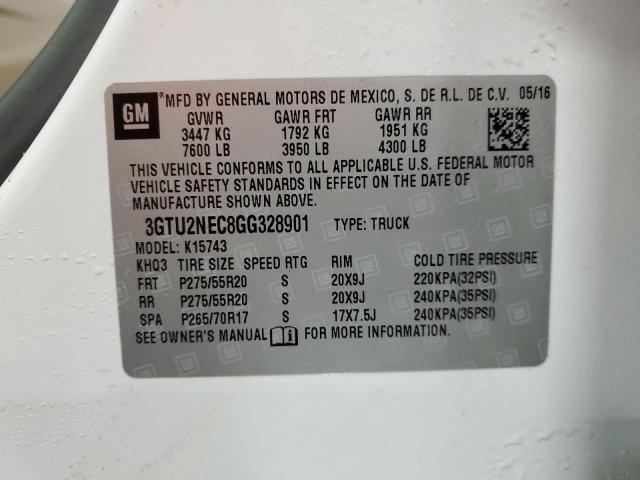 GM *MFD BY GENERAL MOTORS DE MEXICO, S. DE R.L. DE C.V. 05/16
GVWR GAWR FRT GAWR RR
3447 KG 1792 KG 1951 KG
7600 LB 3950 LB 4300 LB
THIS VEHICLE CONFORMS TO ALL APPLICABLE U.S. FEDERAL MOTOR
VEHICLE SAFETY STANDARDS IN EFFECT ON THE DATE OF
MANUFACTURE SHOWN ABOVE.
3GTU2NEC8GG328901 TYPE: TRUCK
MODEL: K15743
KHQ3 TIRE SIZE SPEED RTG RIM COLD TIRE PRESSURE
FRT P275/55R20 S 20X9J 220KPA(32PSI)
RR P275/55R20 S 20X9J 240KPA(35PSI)
SPA P265/70R17 S 17X7.5J 240KPA(35PSI)
SEE OWNER'S MANUAL FOR MORE INFORMATION.